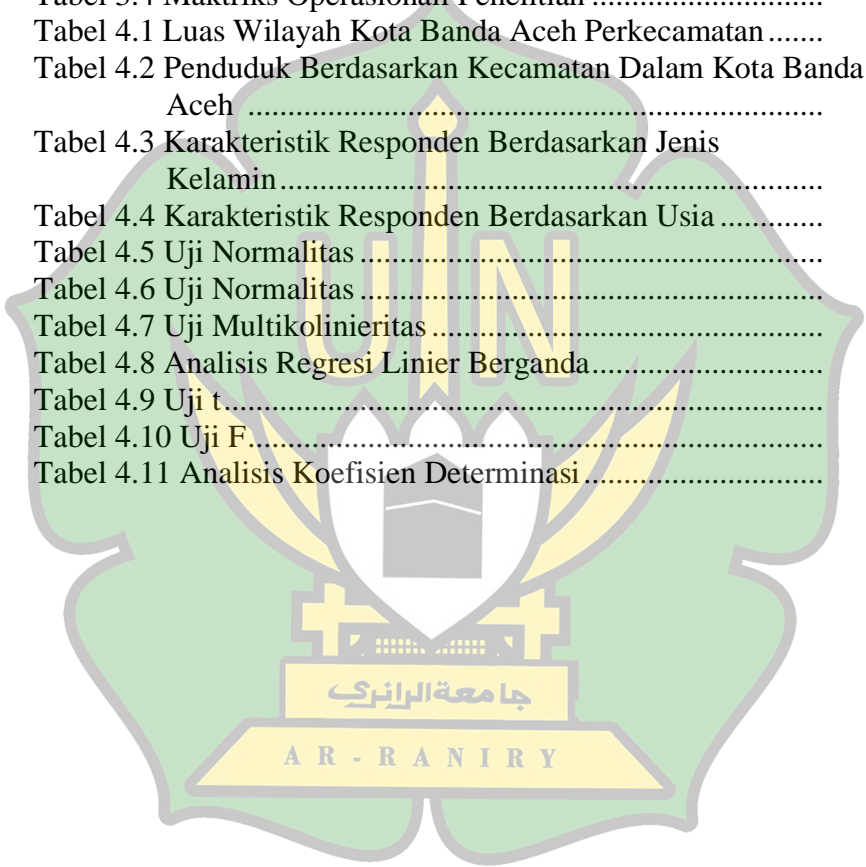 Tabel 3.4 Maktriks Operasionall Penelitian ..............................
Tabel 4.1 Luas Wilayah Kota Banda Aceh Perkecamatan .......
Tabel 4.2 Penduduk Berdasarkan Kecamatan Dalam Kota Banda
Aceh ..........................................................................
Tabel 4.3 Karakteristik Responden Berdasarkan Jenis
Kelamin......................................................................
Tabel 4.4 Karakteristik Responden Berdasarkan Usia .............
Tabel 4.5 Uji Normalitas ...........................................................
Tabel 4.6 Uji Normalitas ...........................................................
Tabel 4.7 Uji Multikolinieritas ..................................................
Tabel 4.8 Analisis Regresi Linier Berganda.............................
Tabel 4.9 Uji t............................................................................
Tabel 4.10 Uji F.........................................................................
Tabel 4.11 Analisis Koefisien Determinasi ..............................
UIN
جامعة الرانري
AR-RANIRY